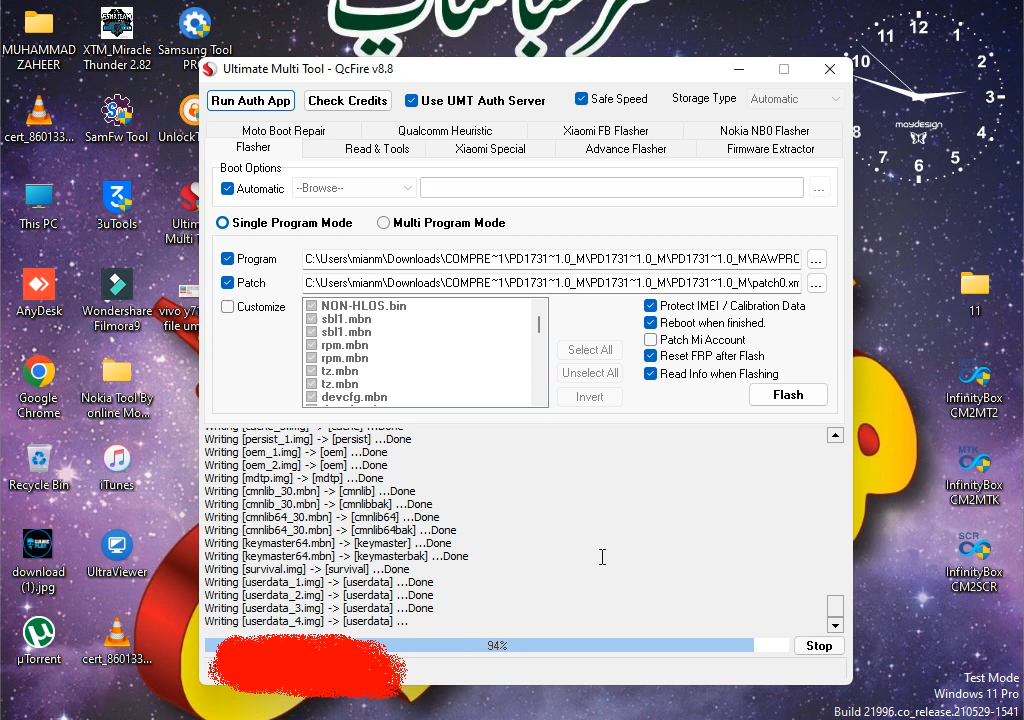 MUHAMMAD ZAHEER
XTM_Miracle Thunder 2.82
Samsung Tool
cert_860133...
SamFw Tool
This PC
3uTools
AnyDesk
Wondershare Filmora9
Google Chrome
Nokia Tool By online Mo...
Recycle Bin
iTunes
download (1).jpg
UltraViewer
µTorrent
cert_860133...
Ultimate Multi Tool - QcFire v8.8
Run Auth App
Check Credits
Use UMT Auth Server
Safe Speed
Storage Type
Automatic
Moto Boot Repair
Qualcomm Heuristic
Xiaomi FB Flasher
Nokia NB0 Flasher
Flasher
Read & Tools
Xiaomi Special
Advance Flasher
Firmware Extractor
Boot Options
Automatic
--Browse--
...
Single Program Mode
Multi Program Mode
Program
C:\Users\mianm\Downloads\COMPRE~1\PD1731~1.0_M\PD1731~1.0_M\PD1731~1.0_M\RAWPRC
...
Patch
C:\Users\mianm\Downloads\COMPRE~1\PD1731~1.0_M\PD1731~1.0_M\PD1731~1.0_M\patch0.xm
...
Customize
NON-HLOS.bin
sbl1.mbn
sbl1.mbn
rpm.mbn
rpm.mbn
tz.mbn
tz.mbn
devcfg.mbn
Select All
Unselect All
Invert
Protect IMEI / Calibration Data
Reboot when finished.
Patch Mi Account
Reset FRP after Flash
Read Info when Flashing
Flash
Writing [persist_1.img] -> [persist] ...Done
Writing [oem_1.img] -> [oem] ...Done
Writing [oem_2.img] -> [oem] ...Done
Writing [mdtp.img] -> [mdtp] ...Done
Writing [cmnlib_30.mbn] -> [cmnlib] ...Done
Writing [cmnlib_30.mbn] -> [cmnlibbak] ...Done
Writing [cmnlib64_30.mbn] -> [cmnlib64] ...Done
Writing [cmnlib64_30.mbn] -> [cmnlib64bak] ...Done
Writing [keymaster64.mbn] -> [keymaster] ...Done
Writing [keymaster64.mbn] -> [keymasterbak] ...Done
Writing [survival.img] -> [survival] ...Done
Writing [userdata_1.img] -> [userdata] ...Done
Writing [userdata_2.img] -> [userdata] ...Done
Writing [userdata_3.img] -> [userdata] ...Done
Writing [userdata_4.img] -> [userdata] ...
94%
Stop
12
1
2
3
4
5
6
7
8
10
11
maydesign
11
InfinityBox CM2MT2
MTK
InfinityBox CM2MTK
SCR
InfinityBox CM2SCR
Test Mode
Windows 11 Pro
Build 21996.co_release.210529-1541